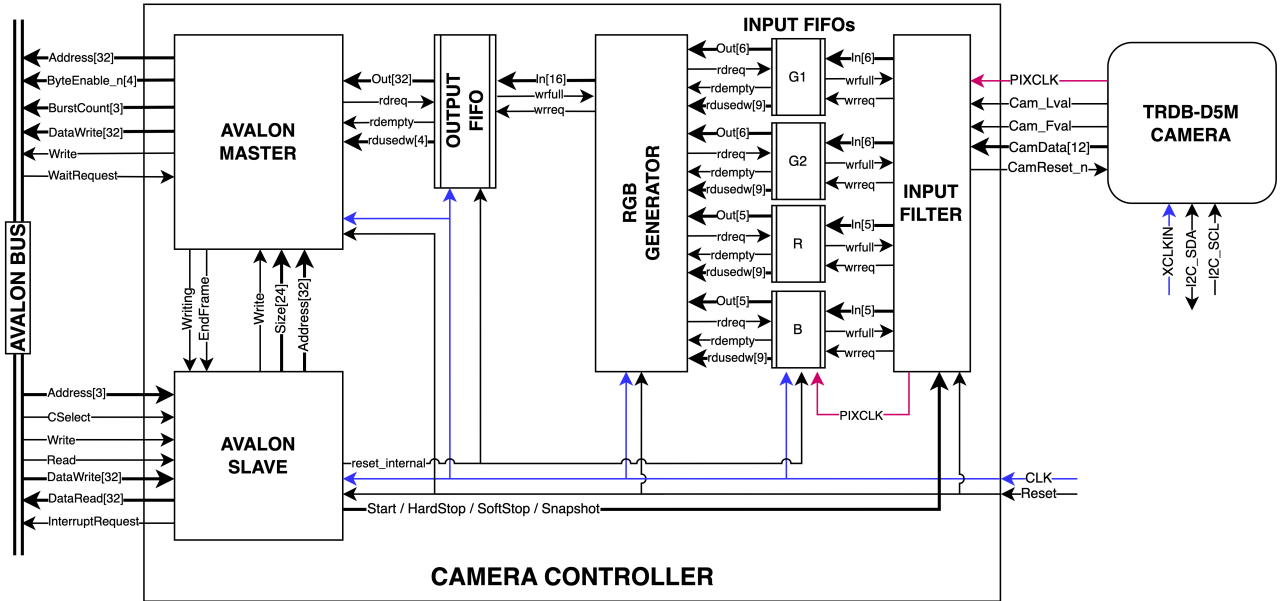 AVALON BUS
Address[32]
ByteEnable_n[4]
BurstCount[3]
DataWrite[32]
Write
WaitRequest
Address[3]
CSelect
Write
Read
DataWrite[32]
DataRead[32]
InterruptRequest
AVALON
MASTER
Writing
EndFrame
Write
Size[24]
Address[32]
AVALON
SLAVE
Out[32]
rdreq
rdempty
rdusedw[4]
OUTPUT
FIFO
In[16]
wrfull
wrreq
RGB
GENERATOR
INPUT FIFOs
Out[6]
rdreq
rdempty
rdusedw[9]
G1
In[6]
wrfull
wrreq
Out[6]
rdreq
rdempty
rdusedw[9]
G2
In[6]
wrfull
wrreq
Out[5]
rdreq
rdempty
rdusedw[9]
R
In[5]
wrfull
wrreq
Out[5]
rdreq
rdempty
rdusedw[9]
B
In[5]
wrfull
wrreq
INPUT
FILTER
PIXCLK
PIXCLK
Cam_Lval
Cam_Fval
CamData[12]
CamReset_n
TRDB-D5M
CAMERA
XCLKIN
I2C_SDA
I2C_SCL
reset_internal
CLK
Reset
Start / HardStop / SoftStop / Snapshot
CAMERA CONTROLLER